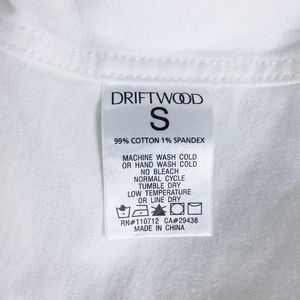 DRIFTWOOD
S
99% COTTON 1% SPANDEX
MACHINE WASH COLD
OR HAND WASH COLD
NO BLEACH
NORMAL CYCLE
TUMBLE DRY
LOW TEMPERATURE
OR LINE DRY
RN#110712 CA#29438
MADE IN CHINA